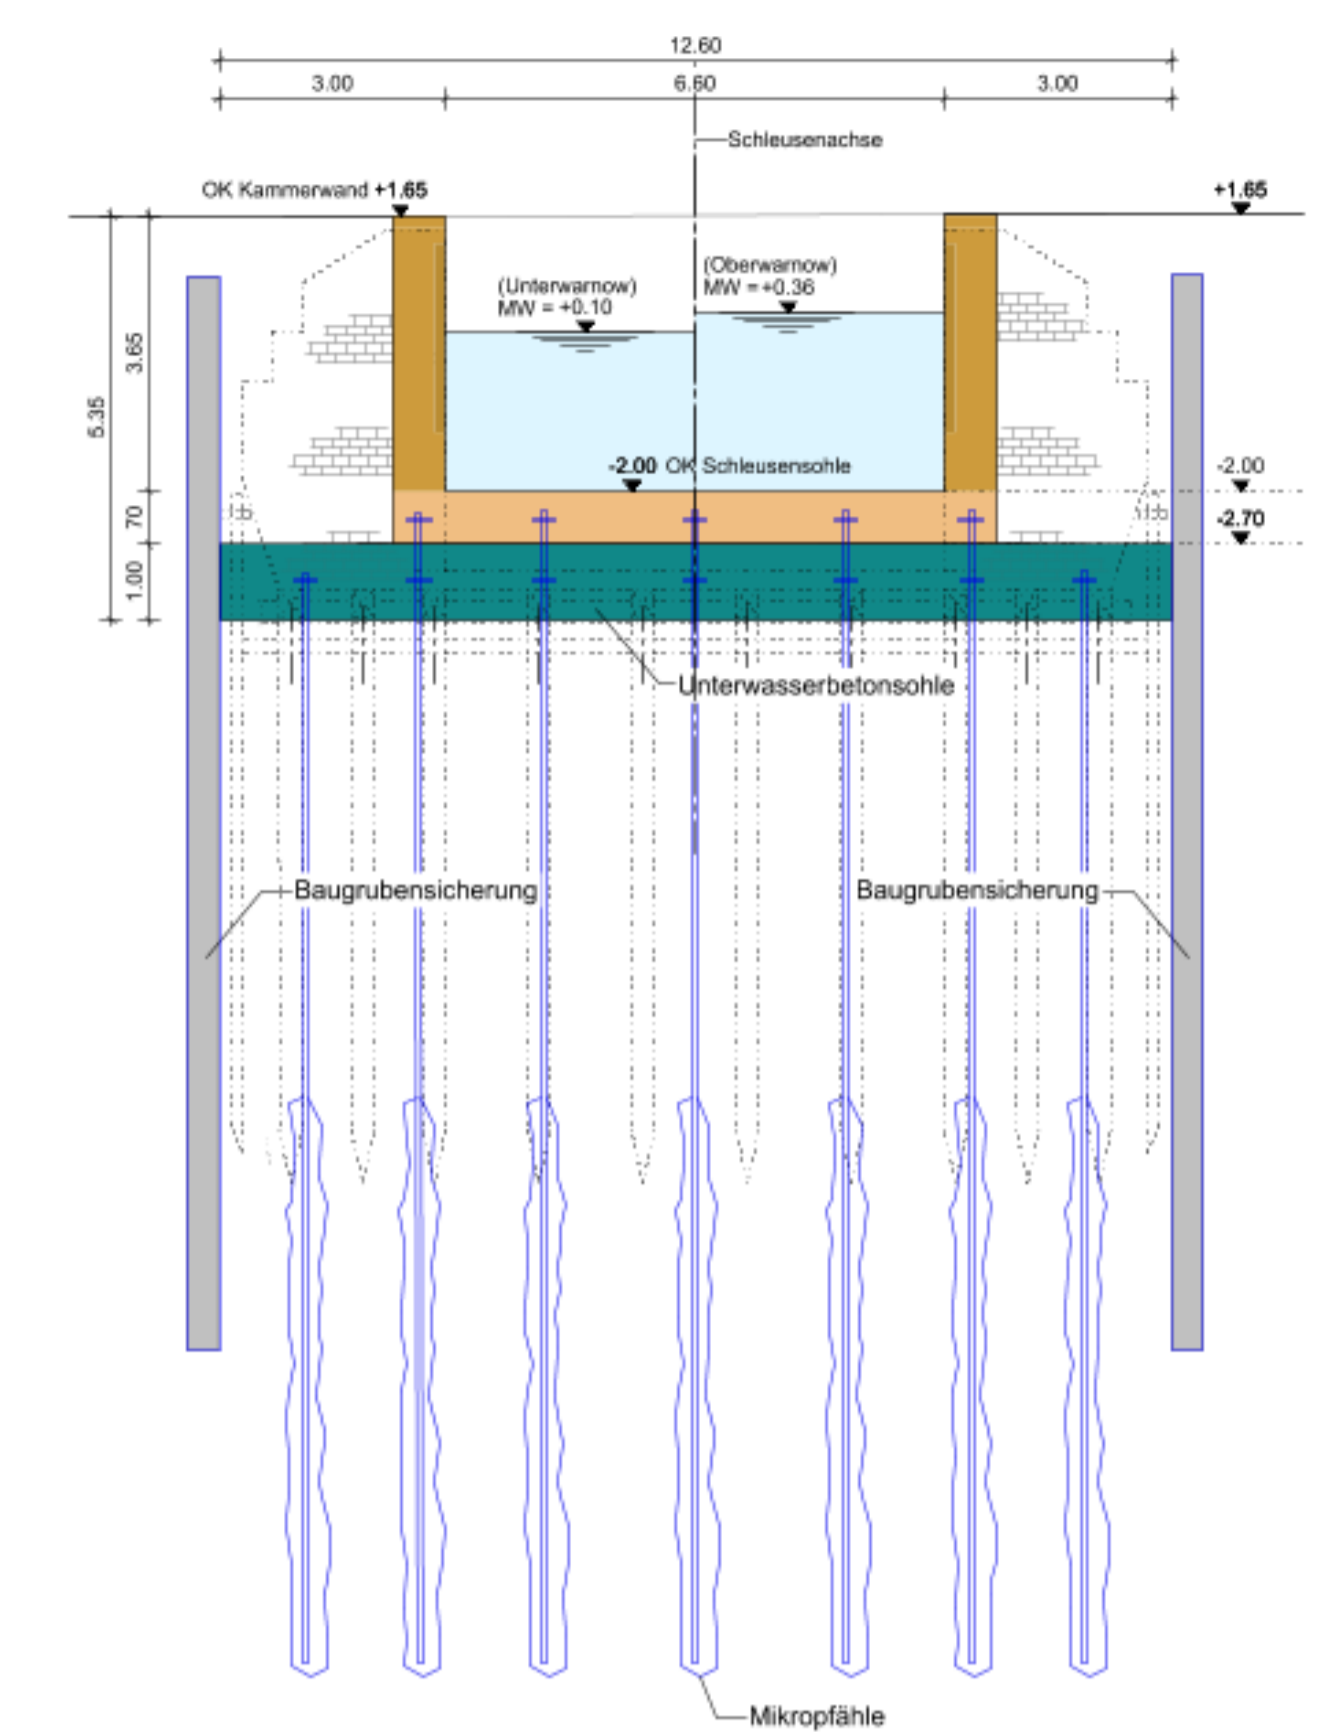 12.60
3.00
6.60
3.00
Schleusenachse
OK Kammerwand +1.65
+1.65
(Unterwarnow)
MW = +0.10
(Oberwarnow)
MW =+0.36
3.65
5.35
-2.00 OK Schleusensohle
-2.00
70
-2.70
1.00
Unterwasserbetonsohle
Baugrubensicherung
Baugrubensicherung
Mikropfähle